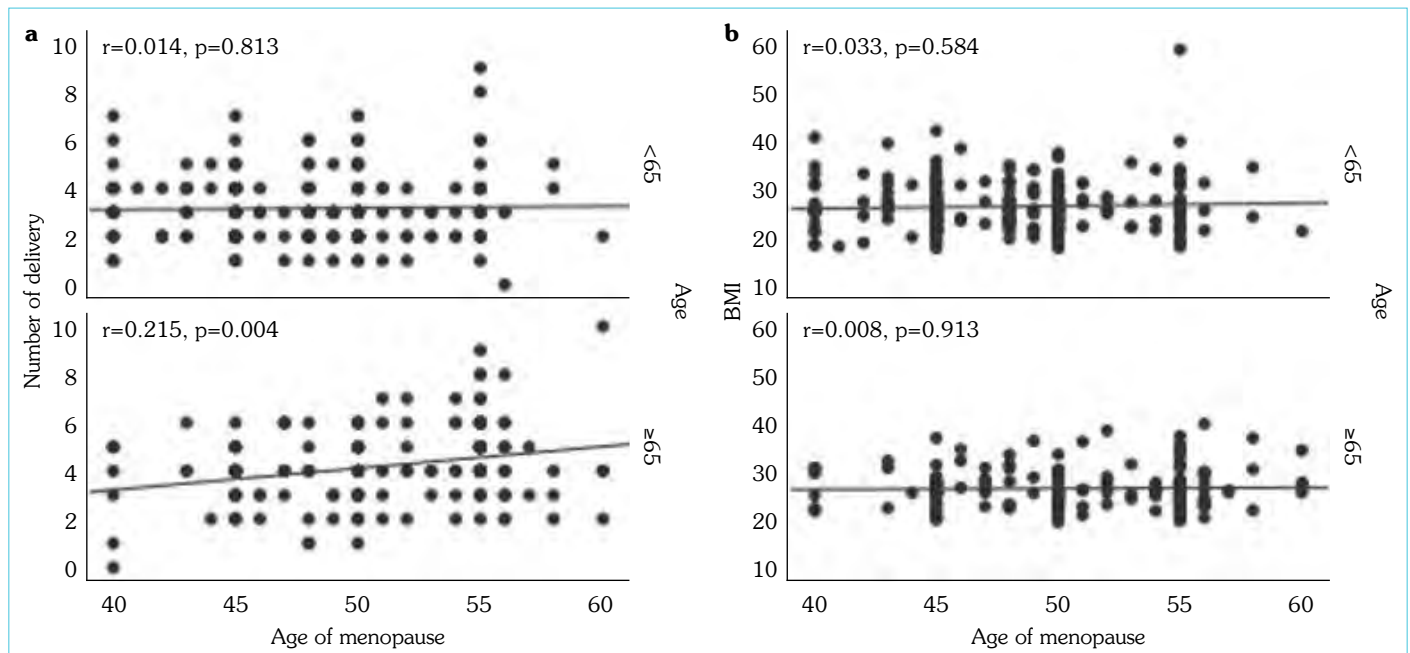 a
r=0.014, p=0.813
10
8
6
4
2
0
<65
r=0.215, p=0.004
10
8
6
4
2
0
≥65
Number of delivery
Age
40 45 50 55 60
Age of menopause
b
r=0.033, p=0.584
60
50
40
30
20
10
<65
r=0.008, p=0.913
60
50
40
30
20
10
≥65
BMI
Age
40 45 50 55 60
Age of menopause